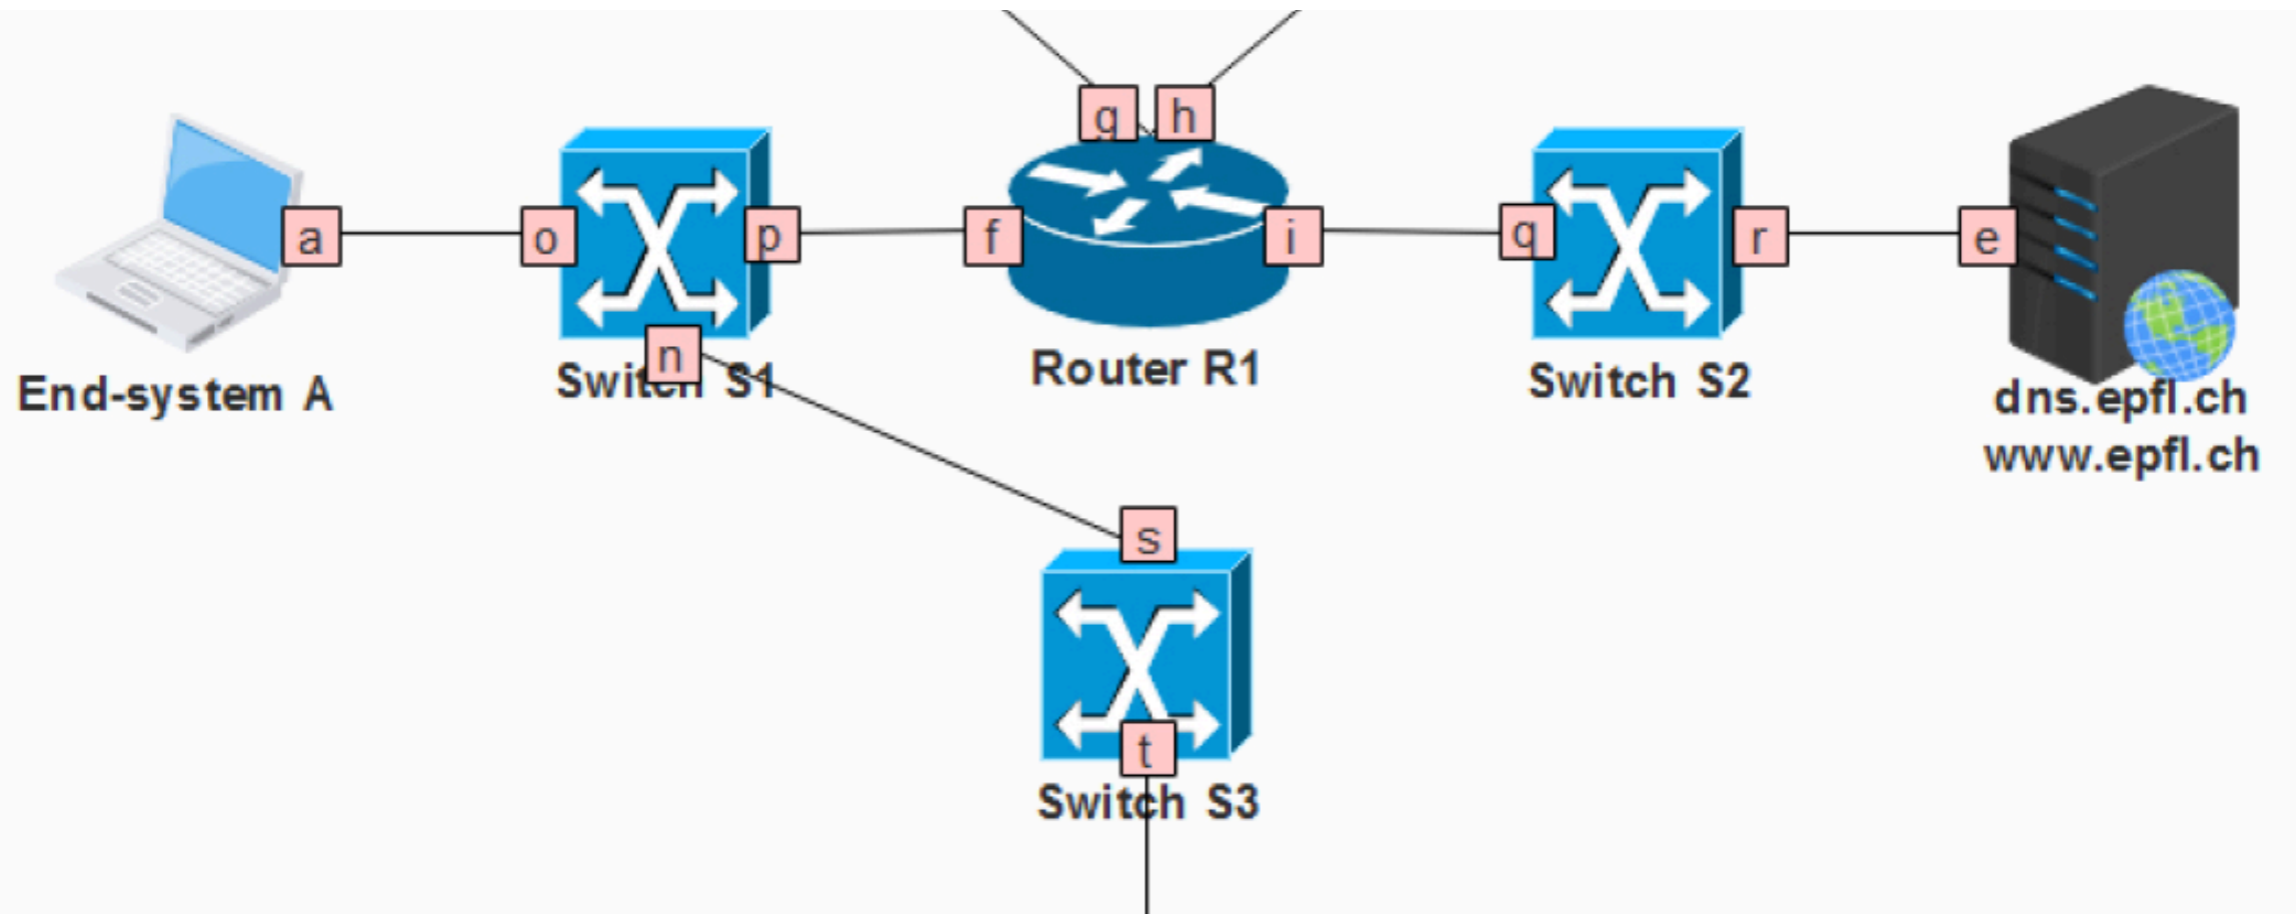 g h
a o p f i q r e
n
End-system A Switch S1 Router R1 Switch S2 dns.epfl.ch
www.epfl.ch
s
t
Switch S3